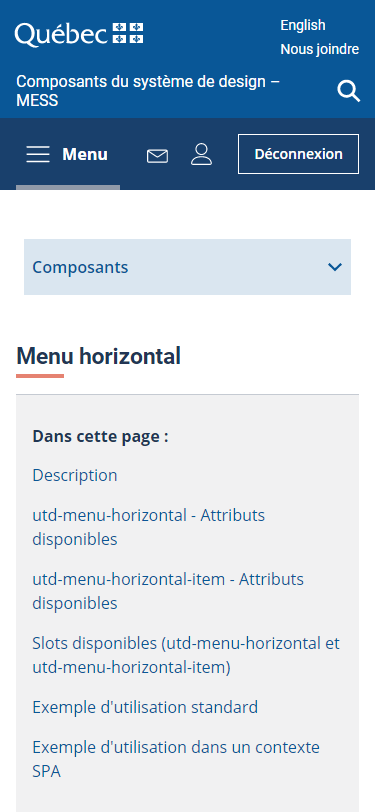 Québec
English
Nous joindre
Composants du système de design –
MESS
Menu
Déconnexion
Composants
Menu horizontal
Dans cette page :
Description
utd-menu-horizontal - Attributs
disponibles
utd-menu-horizontal-item - Attributs
disponibles
Slots disponibles (utd-menu-horizontal et
utd-menu-horizontal-item)
Exemple d'utilisation standard
Exemple d'utilisation dans un contexte
SPA